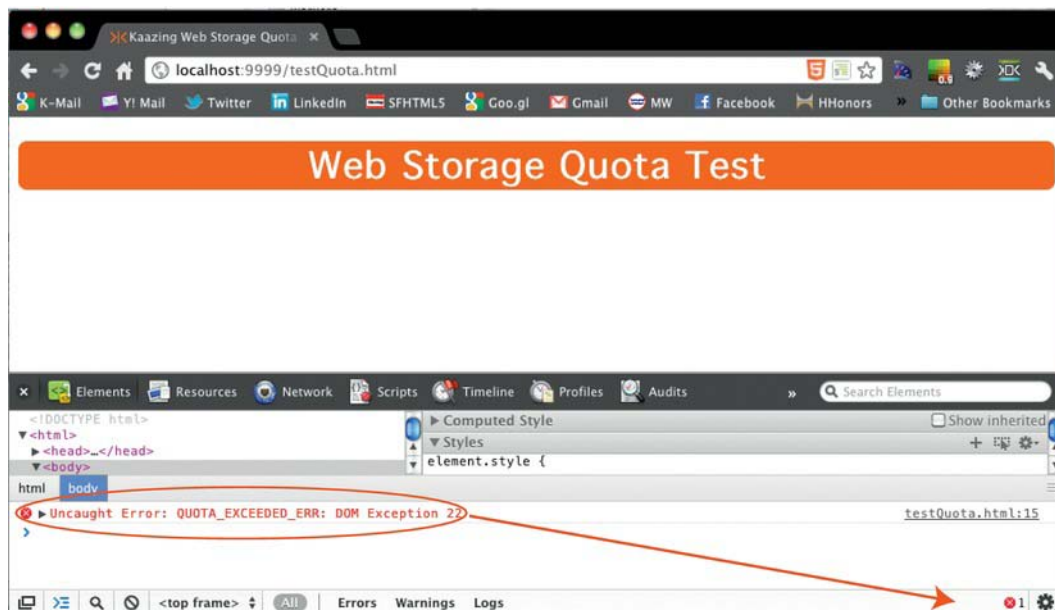 Kaazing Web Storage Quota
localhost:9999/testQuota.html
0.9
K-Mail Y! Mail Twitter LinkedIn SFHTML5 Goo.gl Gmail MW Facebook HHonors » Other Bookmarks
Web Storage Quota Test
Elements Resources Network Scripts Timeline Profiles Audits » Search Elements
<!DOCTYPE html>
▼<html>
▶<head>…</head>
▼<body>
▶ Computed Style Show inherited
▼ Styles
element.style {
html body
▶Uncaught Error: QUOTA_EXCEEDED_ERR: DOM Exception 22 testQuota.html:15
>
<top frame> All Errors Warnings Logs 1